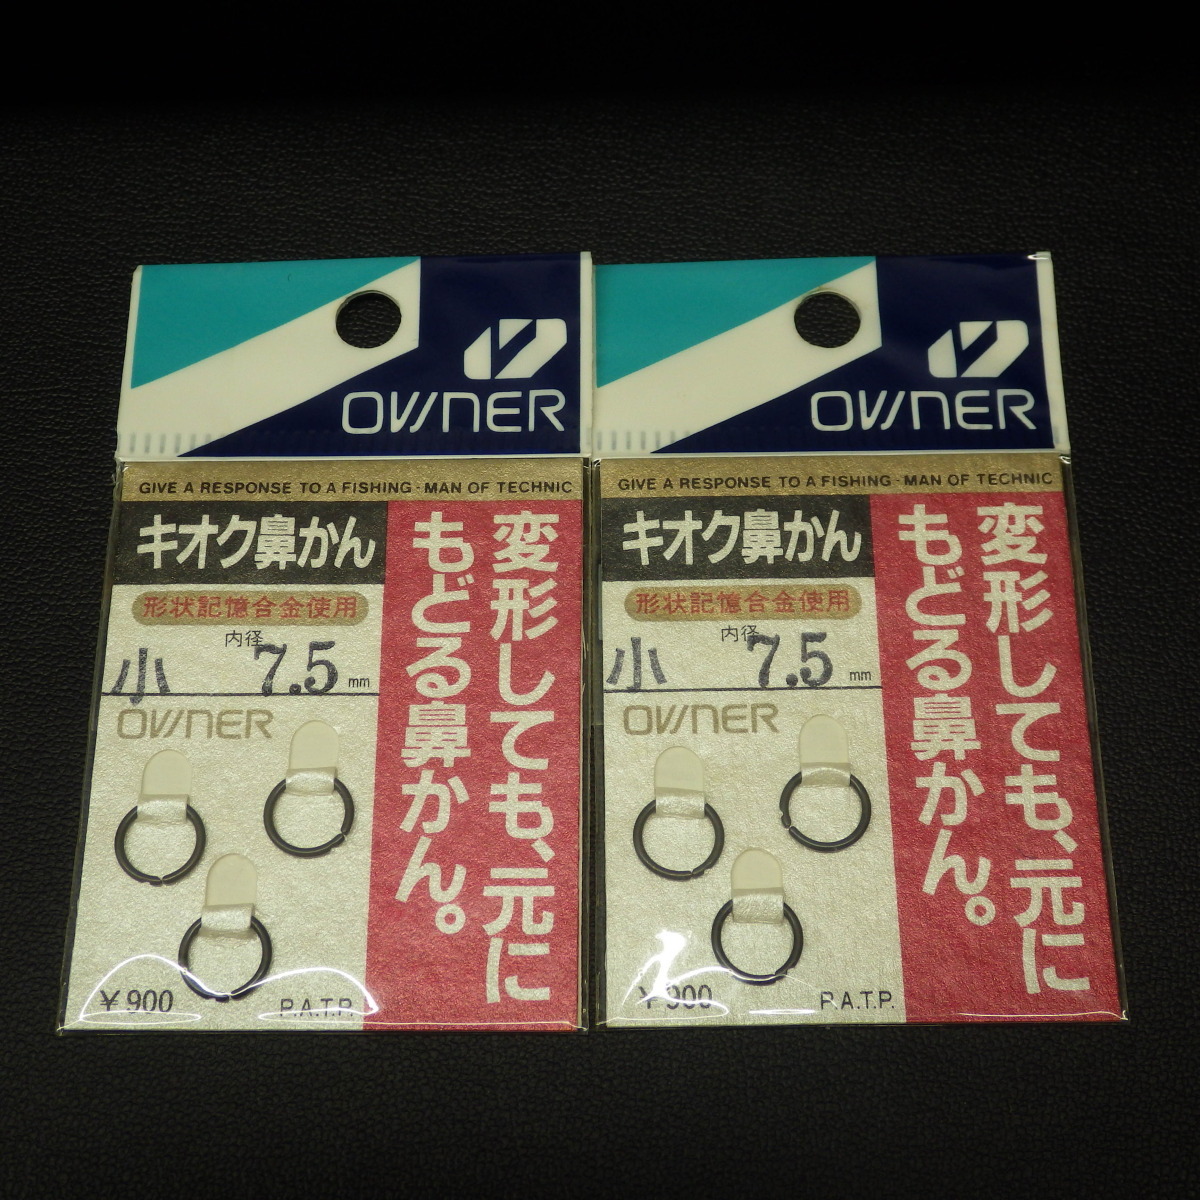 OWNER
GIVE A RESPONSE TO A FISHING - MAN OF TECHNIC
キオク鼻かん
形状記憶合金使用
内径
小 7.5 mm
OWNER
変形しても、元に
もどる鼻かん。
¥900
P.A.T.P.
OWNER
GIVE A RESPONSE TO A FISHING - MAN OF TECHNIC
キオク鼻かん
形状記憶合金使用
内径
小 7.5 mm
OWNER
変形しても、元に
もどる鼻かん。
¥900
P.A.T.P.